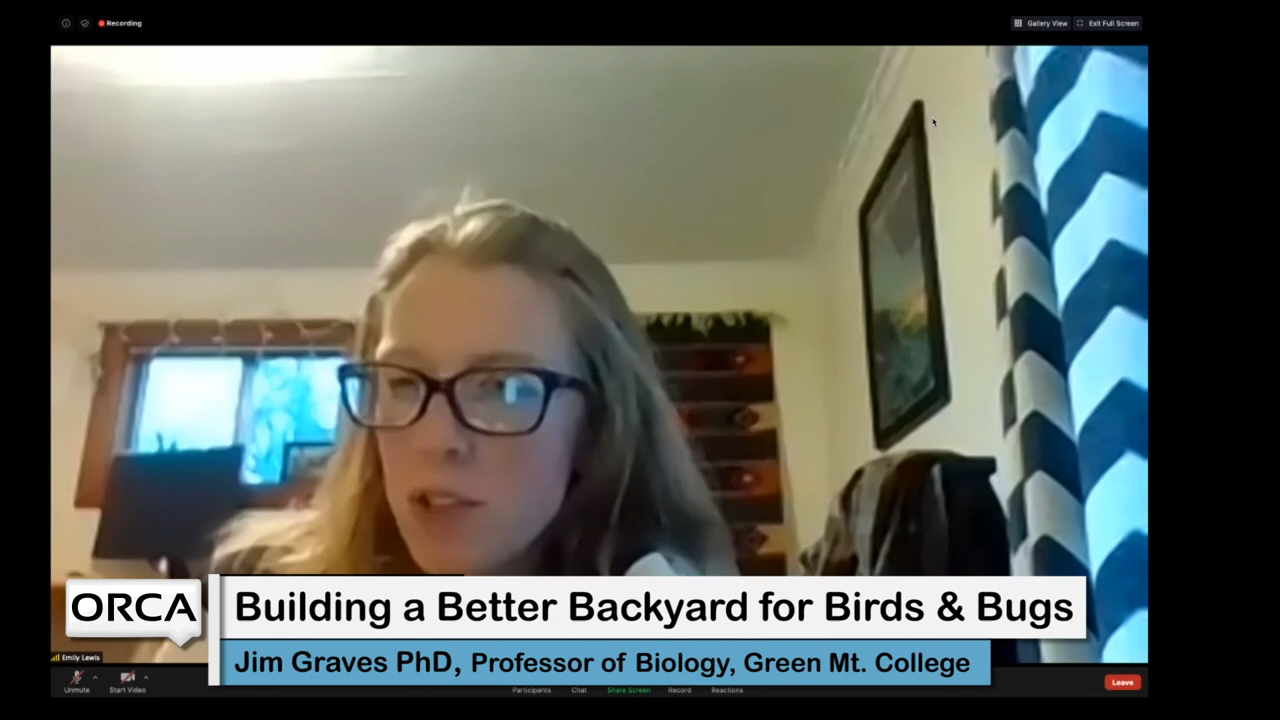 Recording
Gallery View
Exit Full Screen
ORCA
Building a Better Backyard for Birds & Bugs
Jim Graves PhD, Professor of Biology, Green Mt. College
Emily Lewis
Unmute
Start Video
Participants
Chat
Share Screen
Record
Reactions
Leave